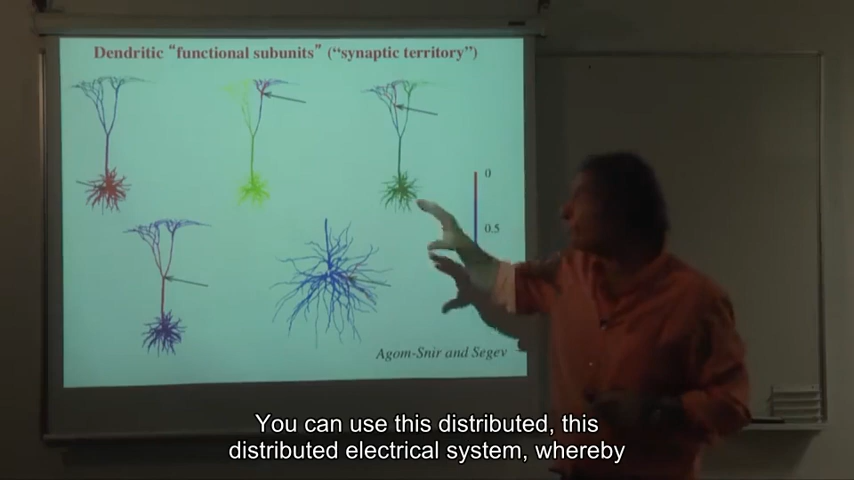 Dendritic “functional subunits” (“synaptic territory”)
0
0.5
Agom-Snir and Segev
You can use this distributed, this
distributed electrical system, whereby